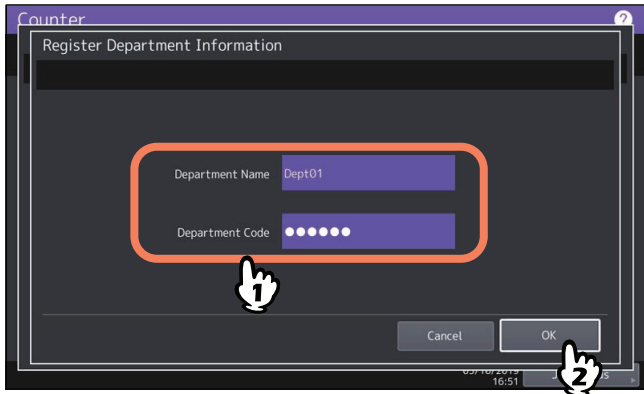 Counter
?
Register Department Information
Department Name
Dept01
Department Code
●●●●●●
1
Cancel
OK
2
16:51